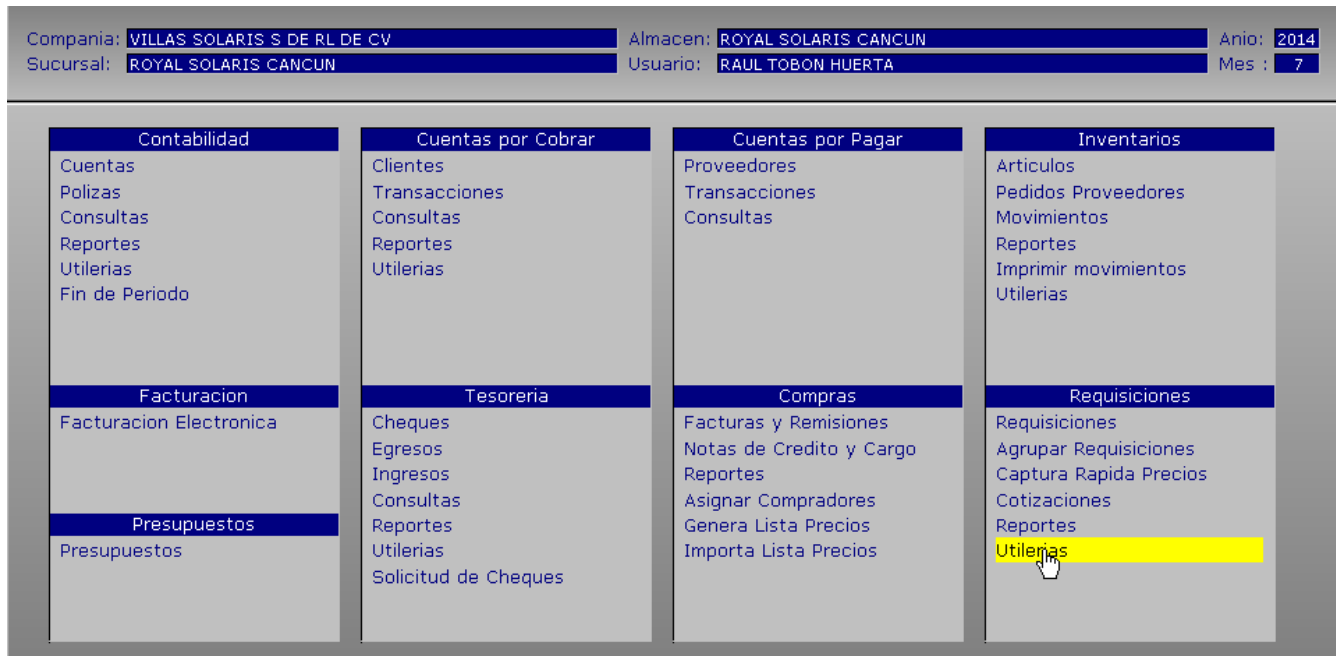 Compania: VILLAS SOLARIS S DE RL DE CV
Almacen: ROYAL SOLARIS CANCUN
Anio: 2014
Sucursal: ROYAL SOLARIS CANCUN
Usuario: RAUL TOBON HUERTA
Mes : 7
Contabilidad
Cuentas
Polizas
Consultas
Reportes
Utilerias
Fin de Periodo
Cuentas por Cobrar
Clientes
Transacciones
Consultas
Reportes
Utilerias
Cuentas por Pagar
Proveedores
Transacciones
Consultas
Inventarios
Articulos
Pedidos Proveedores
Movimientos
Reportes
Imprimir movimientos
Utilerias
Facturacion
Facturacion Electronica
Presupuestos
Presupuestos
Tesoreria
Cheques
Egresos
Ingresos
Consultas
Reportes
Utilerias
Solicitud de Cheques
Compras
Facturas y Remisiones
Notas de Credito y Cargo
Reportes
Asignar Compradores
Genera Lista Precios
Importa Lista Precios
Requisiciones
Requisiciones
Agrupar Requisiciones
Captura Rapida Precios
Cotizaciones
Reportes
Utilerias